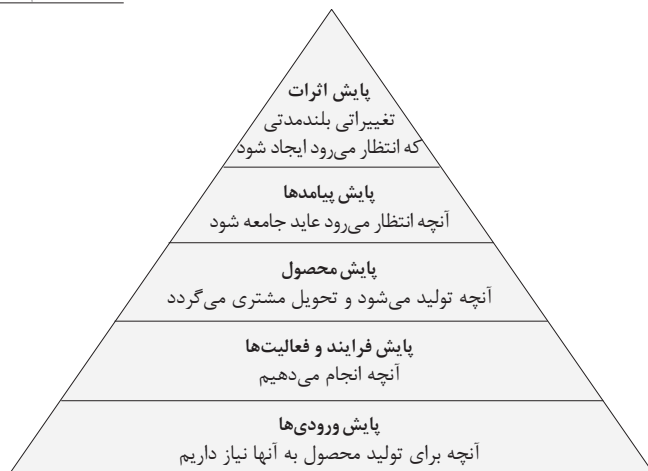 پایش اثرات
تغییراتی بلندمدتی
که انتظار می‌رود ایجاد شود
پایش پیامدها
آنچه انتظار می‌رود عاید جامعه شود
پایش محصول
آنچه تولید می‌شود و تحویل مشتری می‌گردد
پایش فرایند و فعالیت‌ها
آنچه انجام می‌دهیم
پایش ورودی‌ها
آنچه برای تولید محصول به آنها نیاز داریم